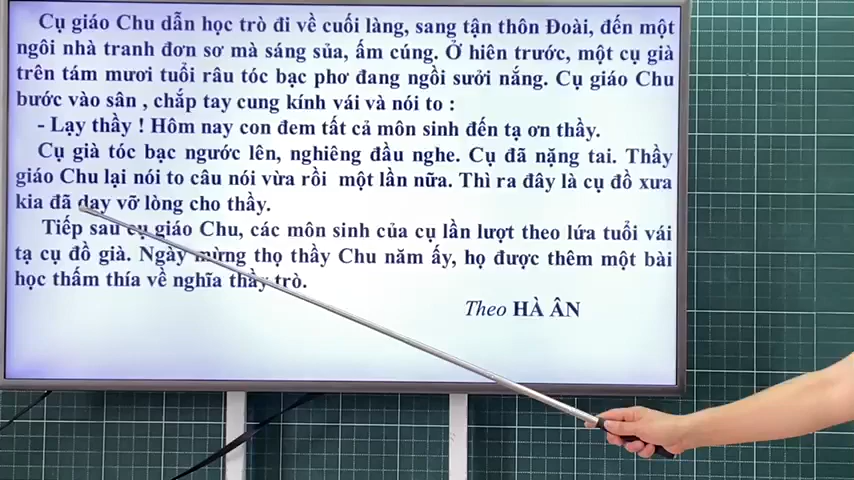 Cụ giáo Chu dẫn học trò đi về cuối làng, sang tận thôn Đoài, đến một
ngôi nhà tranh đơn sơ mà sáng sủa, ấm cúng. Ở hiên trước, một cụ già
trên tám mươi tuổi râu tóc bạc phơ đang ngồi sưởi nắng. Cụ giáo Chu
bước vào sân , chắp tay cung kính vái và nói to :
- Lạy thầy ! Hôm nay con đem tất cả môn sinh đến tạ ơn thầy.
Cụ già tóc bạc ngước lên, nghiêng đầu nghe. Cụ đã nặng tai. Thầy
giáo Chu lại nói to câu nói vừa rồi một lần nữa. Thì ra đây là cụ đồ xưa
kia đã dạy vỡ lòng cho thầy.
Tiếp sau cụ giáo Chu, các môn sinh của cụ lần lượt theo lứa tuổi vái
tạ cụ đồ già. Ngày mừng thọ thầy Chu năm ấy, họ được thêm một bài
học thấm thía về nghĩa thầy trò.
Theo HÀ ÂN